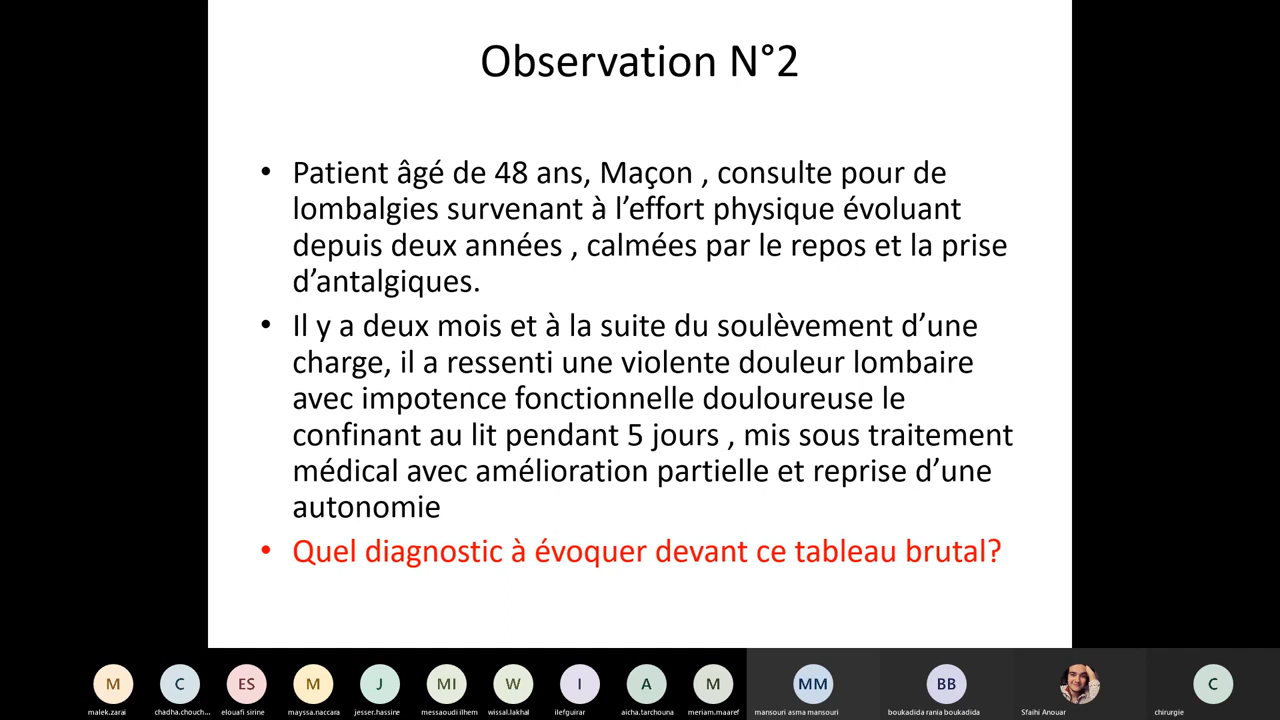 Observation N°2
• Patient âgé de 48 ans, Maçon , consulte pour de
lombalgies survenant à l’effort physique évoluant
depuis deux années , calmées par le repos et la prise
d’antalgiques.
• Il y a deux mois et à la suite du soulèvement d’une
charge, il a ressenti une violente douleur lombaire
avec impotence fonctionnelle douloureuse le
confinant au lit pendant 5 jours , mis sous traitement
médical avec amélioration partielle et reprise d’une
autonomie
• Quel diagnostic à évoquer devant ce tableau brutal?
M C ES M J MI W I A M MM BB C
malek.zarai chadha.chouch... elouafi sirine mayssa.naccara jesser.hassine messaoudi ilhem wissal.lakhal ilefguirar aicha.tarchouna meriam.maaref mansouri asma mansouri boukadida rania boukadida Sfaihi Anouar chirurgie